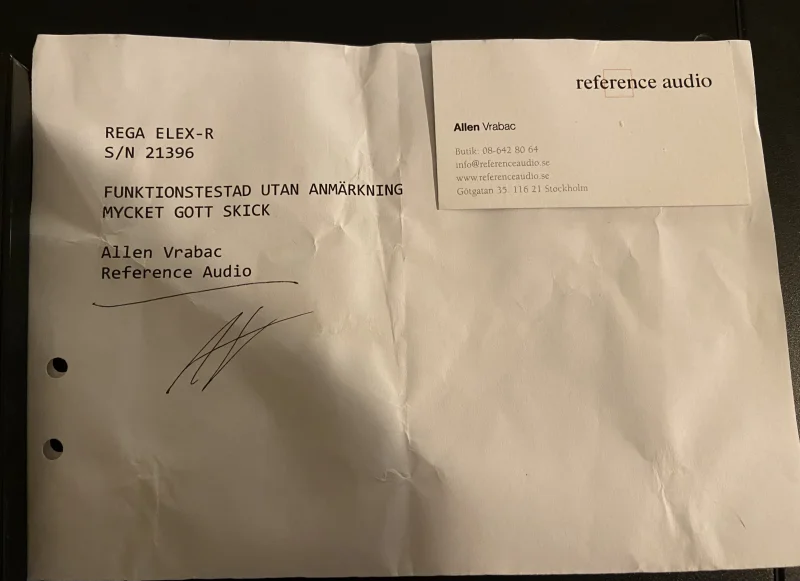 REGA ELEX-R
S/N 21396
FUNKTIONSTESTAD UTAN ANMÄRKNING
MYCKET GOTT SKICK
Allen Vrabac
Reference Audio
reference audio
Allen Vrabac
Butik: 08-642 80 64
info@referenceaudio.se
www.referenceaudio.se
Götgatan 35 116 21 Stockholm